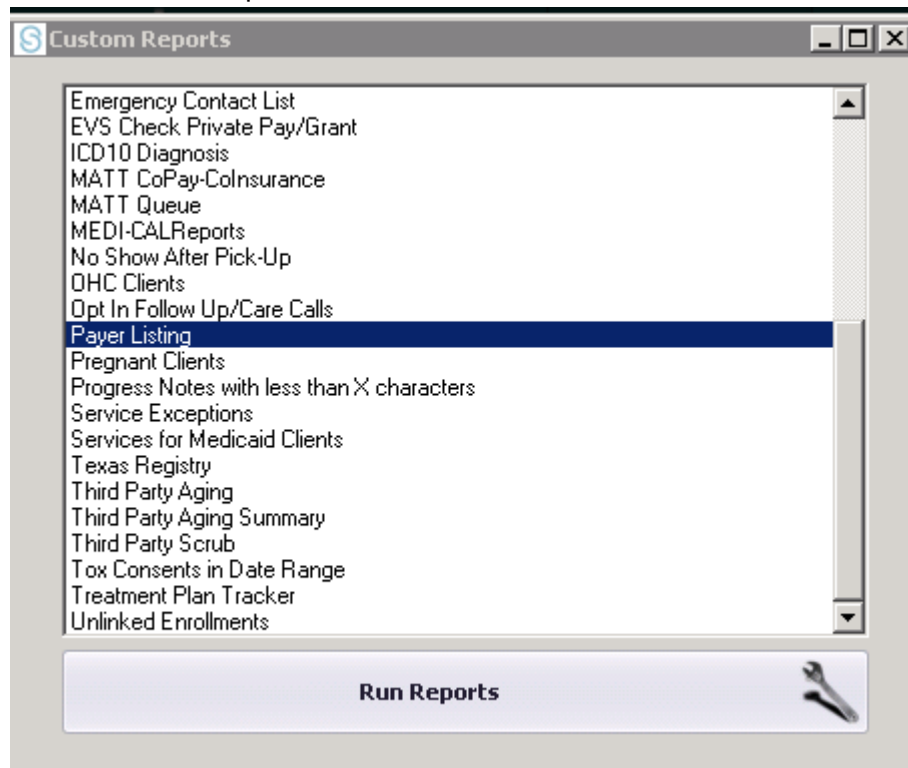 Custom Reports
Emergency Contact List
EVS Check Private Pay/Grant
ICD10 Diagnosis
MATT CoPay-CoInsurance
MATT Queue
MEDI-CALReports
No Show After Pick-Up
OHC Clients
Opt In Follow Up/Care Calls
Payer Listing
Pregnant Clients
Progress Notes with less than X characters
Service Exceptions
Services for Medicaid Clients
Texas Registry
Third Party Aging
Third Party Aging Summary
Third Party Scrub
Tox Consents in Date Range
Treatment Plan Tracker
Unlinked Enrollments
Run Reports